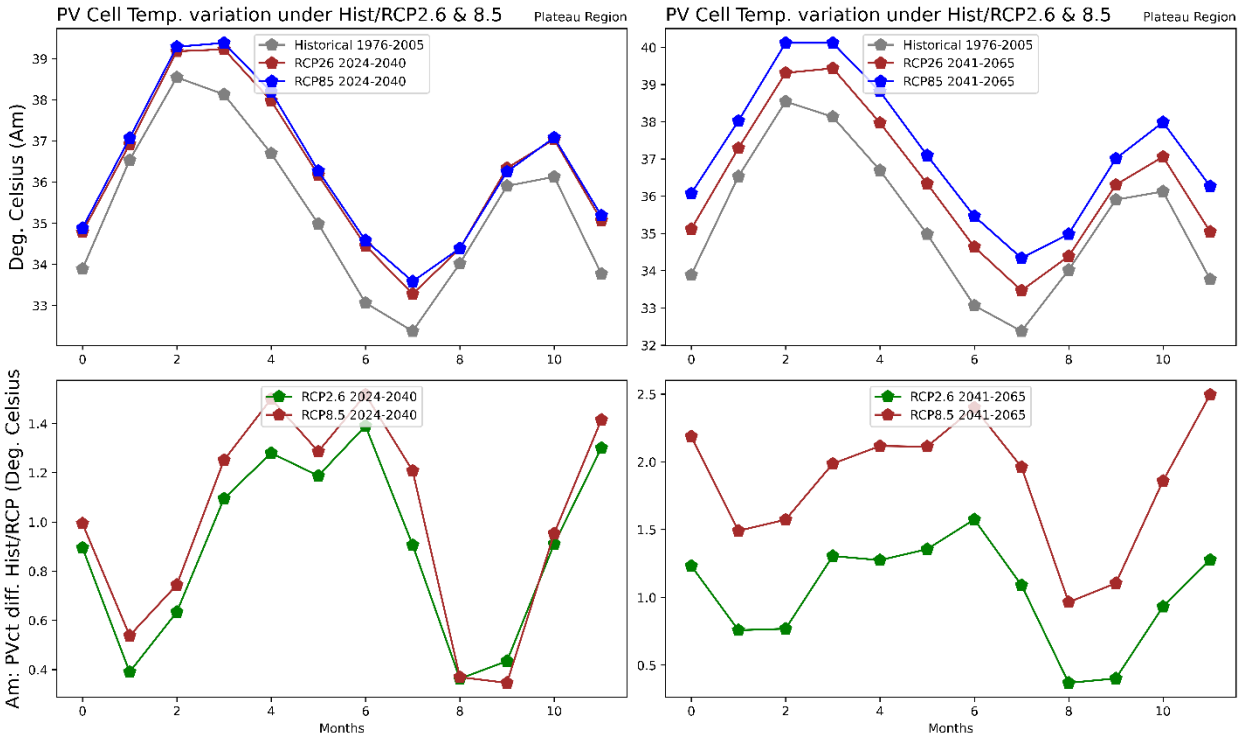 PV Cell Temp. variation under Hist/RCP2.6 & 8.5 Plateau Region
Historical 1976-2005
RCP26 2024-2040
RCP85 2024-2040
Deg. Celsius (Am)
39
38
37
36
35
34
33
0 2 4 6 8 10
PV Cell Temp. variation under Hist/RCP2.6 & 8.5 Plateau Region
Historical 1976-2005
RCP26 2041-2065
RCP85 2041-2065
40
39
38
37
36
35
34
33
32
0 2 4 6 8 10
Am: PVct diff. Hist/RCP (Deg. Celsius
RCP2.6 2024-2040
RCP8.5 2024-2040
1.4
1.2
1.0
0.8
0.6
0.4
0 2 4 6 8 10
Months
RCP2.6 2041-2065
RCP8.5 2041-2065
2.5
2.0
1.5
1.0
0.5
0 2 4 6 8 10
Months